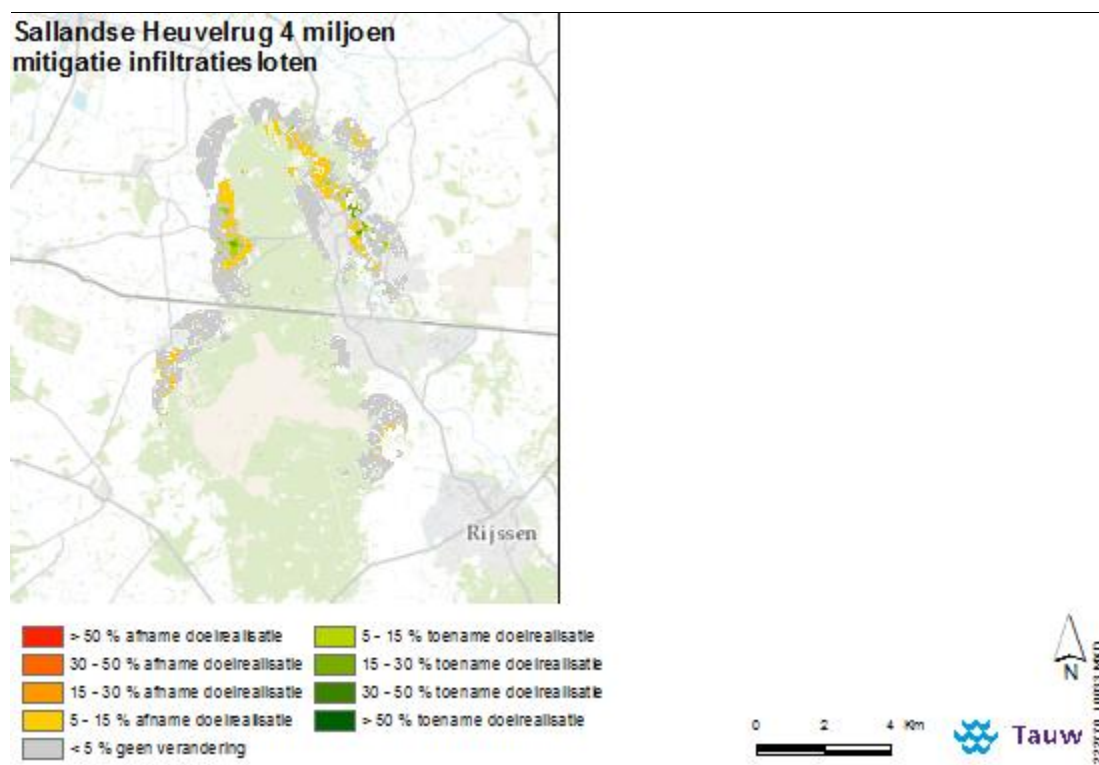 Sallandse Heuvelrug 4 miljoen
mitigatie infiltratiesloten
Rijssen
> 50 % afname doelrealisatie
30 - 50 % afname doelrealisatie
15 - 30 % afname doelrealisatie
5 - 15 % afname doelrealisatie
< 5 % geen verandering
5 - 15 % toename doelrealisatie
15 - 30 % toename doelrealisatie
30 - 50 % toename doelrealisatie
> 50 % toename doelrealisatie
N
0 2 4 Km
Tauw